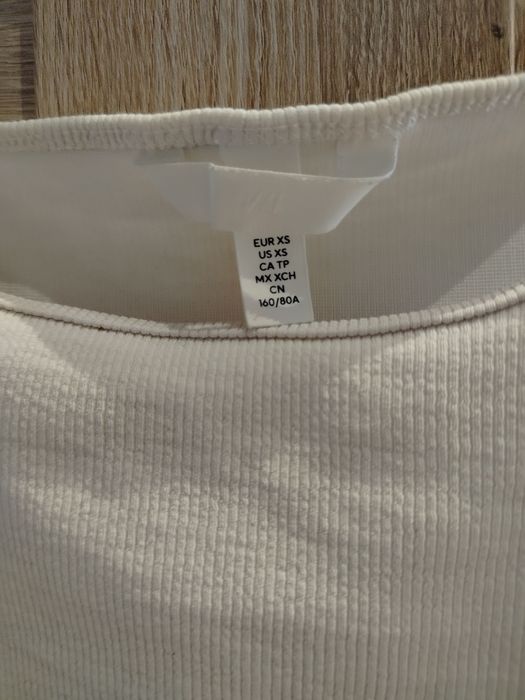 EUR XS
US XS
CA TP
MX XCH
CN
160/80A